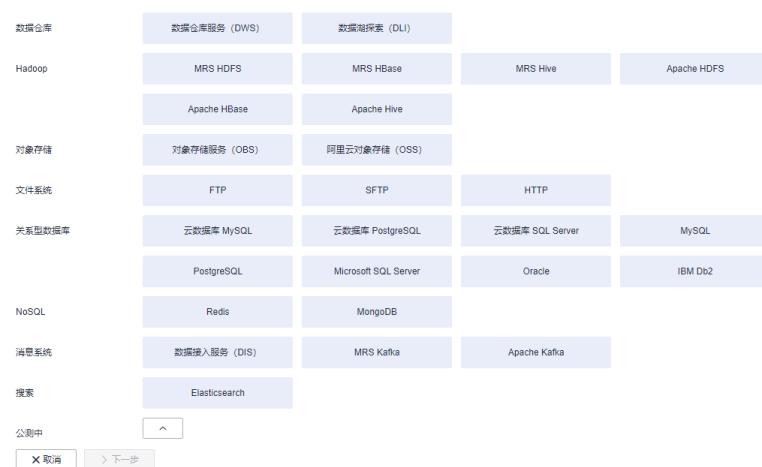 数据仓库 数据仓库服务（DWS） 数据湖探索（DLI）
Hadoop MRS HDFS MRS HBase MRS Hive Apache HDFS
Apache HBase Apache Hive
对象存储 对象存储服务（OBS） 阿里云对象存储（OSS）
文件系统 FTP SFTP HTTP
关系型数据库 云数据库 MySQL 云数据库 PostgreSQL 云数据库 SQL Server MySQL
PostgreSQL Microsoft SQL Server Oracle IBM Db2
NoSQL Redis MongoDB
消息系统 数据接入服务（DIS） MRS Kafka Apache Kafka
搜索 Elasticsearch
公测中
取消 下一步